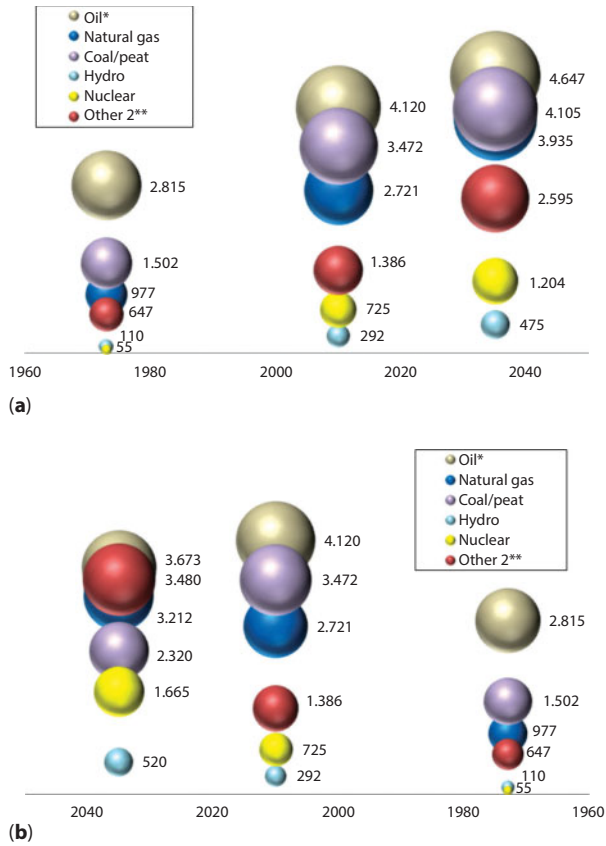 Oil*
Natural gas
Coal/peat
Hydro
Nuclear
Other 2**
2.815
1.502
977
647
110
55
4.120
3.472
2.721
1.386
725
292
4.647
4.105
3.935
2.595
1.204
475
1960 1980 2000 2020 2040
(a)
Oil*
Natural gas
Coal/peat
Hydro
Nuclear
Other 2**
3.673
3.480
3.212
2.320
1.665
520
4.120
3.472
2.721
1.386
725
292
2.815
1.502
977
647
110
55
2040 2020 2000 1980 1960
(b)